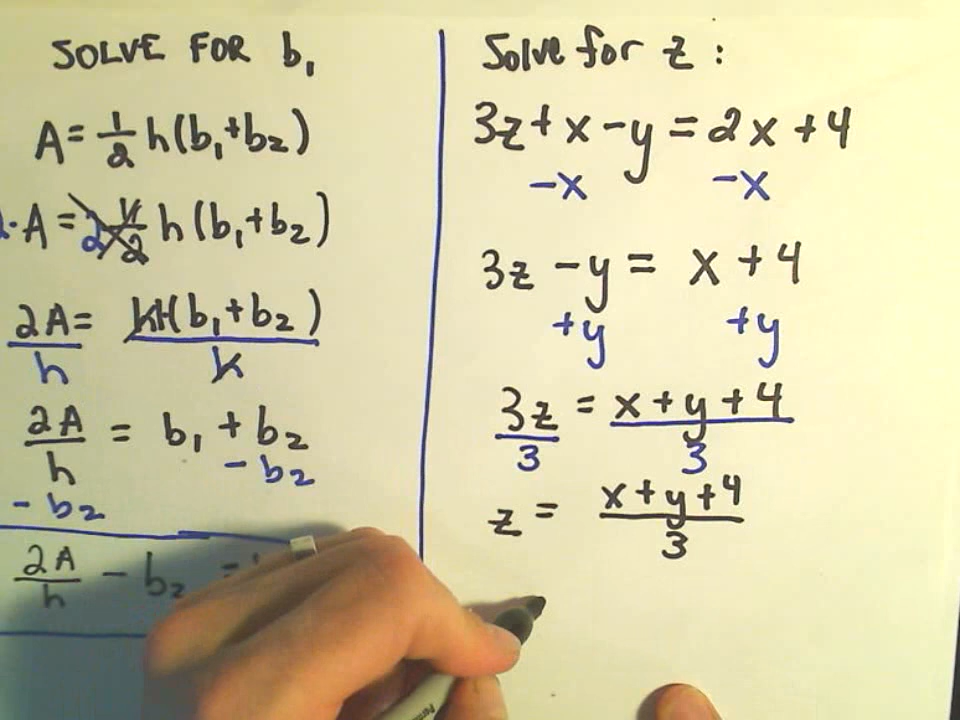 SOLVE FOR b₁
A = 1/2 h(b₁+b₂)
2·A = 2 1/2 h(b₁+b₂)
2A/h = h(b₁+b₂)/h
2A/h = b₁ + b₂
- b₂ - b₂
2A/h - b₂ =
Solve for z :
3z + x - y = 2x + 4
-x -x
3z - y = x + 4
+y +y
3z/3 = x + y + 4/3
z = x + y + 4/3